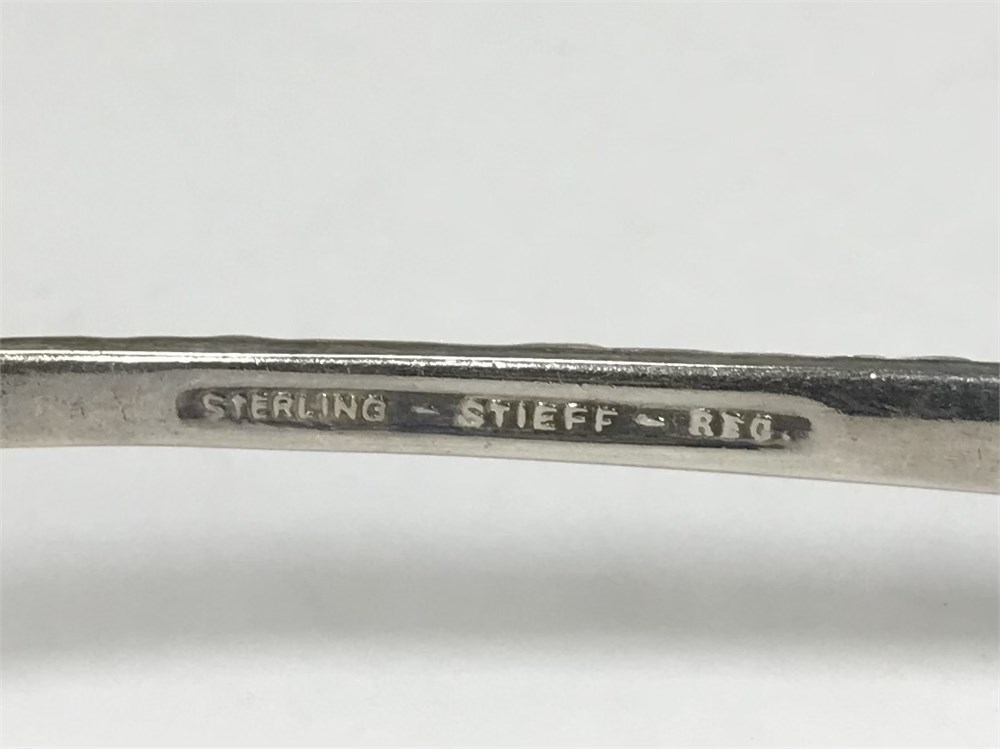 STERLING - STIEFF - REG.